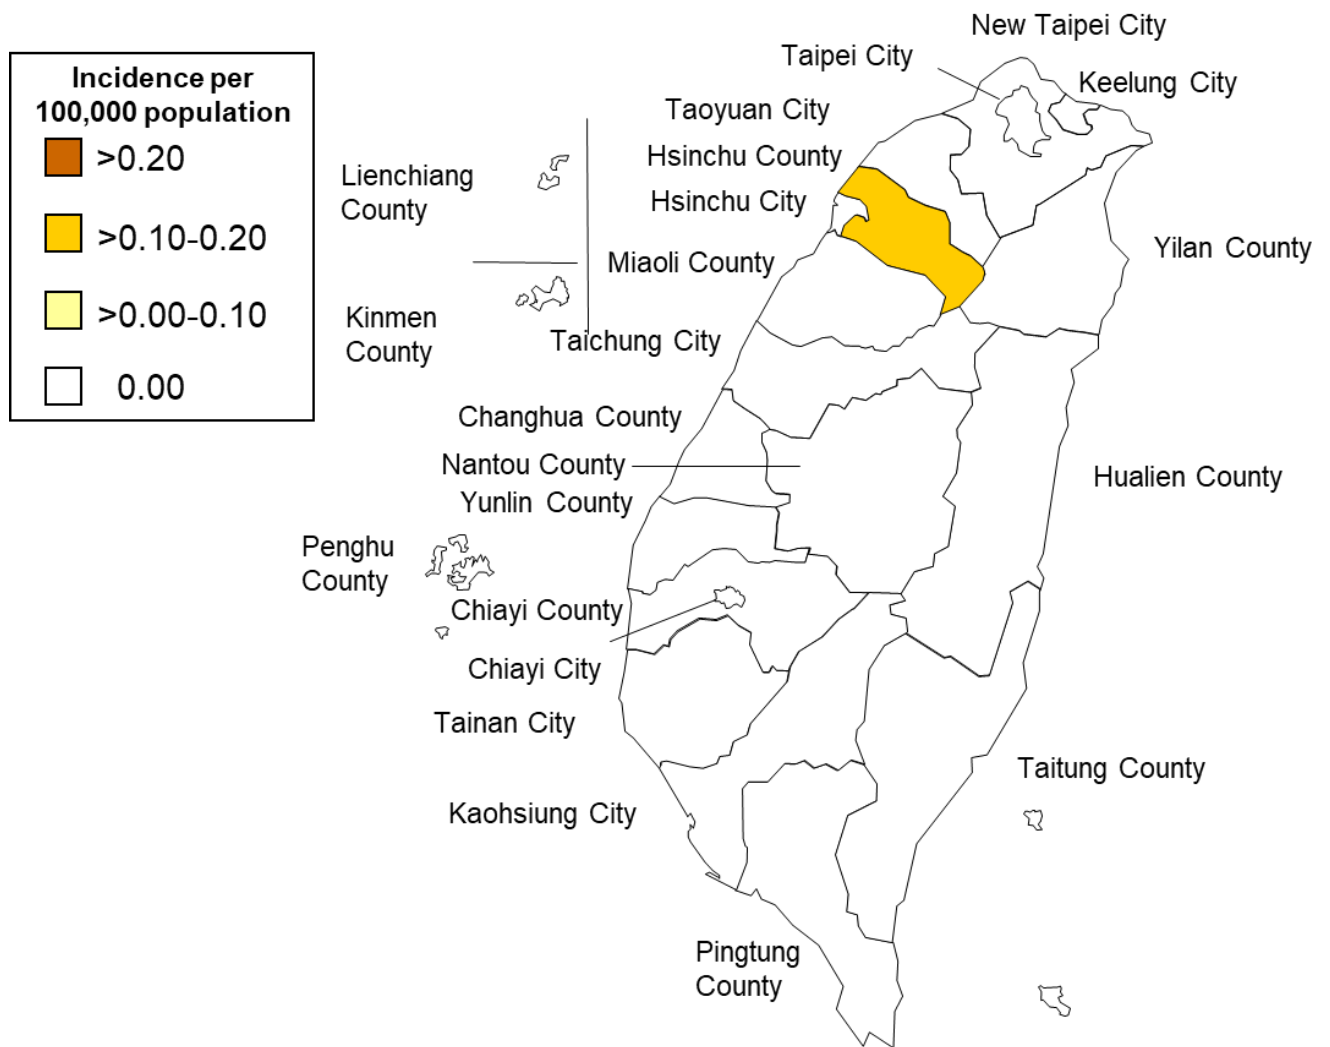 Incidence per
100,000 population
>0.20
>0.10-0.20
>0.00-0.10
0.00
New Taipei City
Taipei City
Keelung City
Taoyuan City
Hsinchu County
Lienchiang
County
Hsinchu City
Yilan County
Miaoli County
Kinmen
County
Taichung City
Changhua County
Nantou County
Hualien County
Yunlin County
Penghu
County
Chiayi County
Chiayi City
Tainan City
Taitung County
Kaohsiung City
Pingtung
County